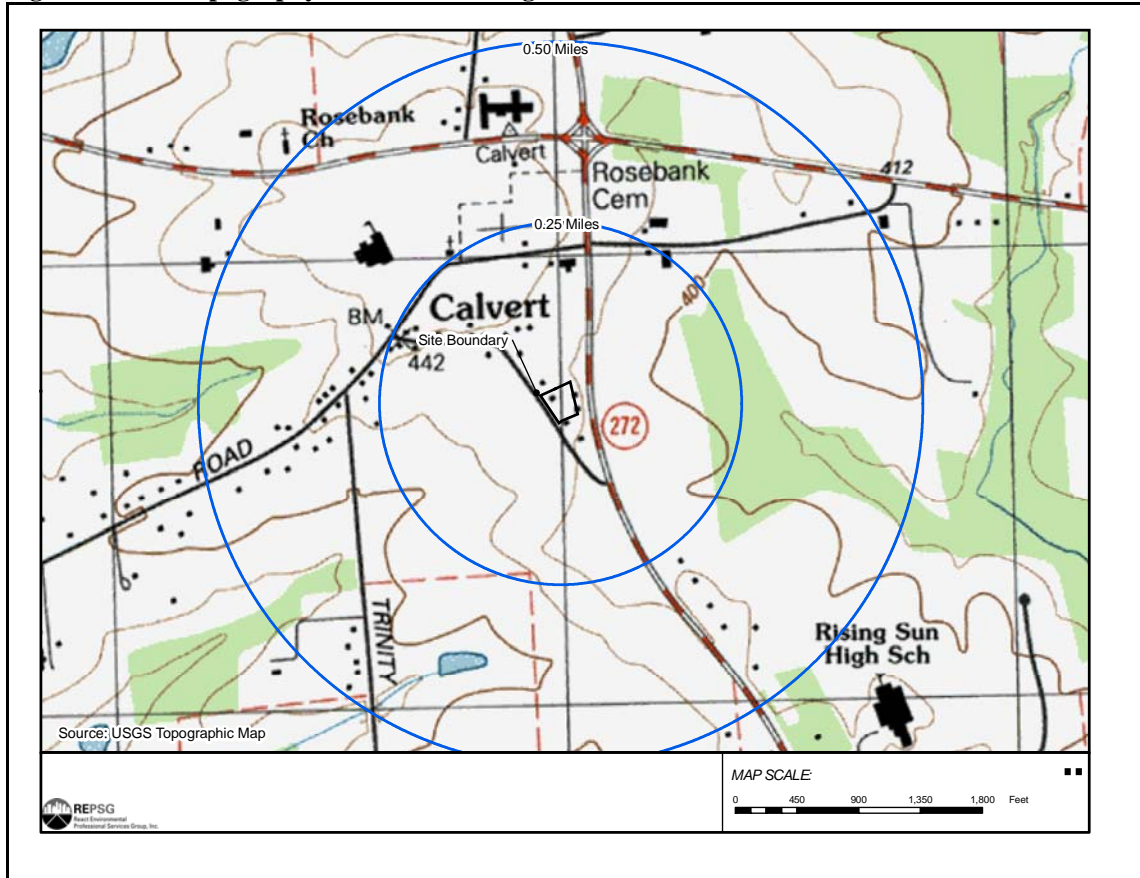 0.50 Miles
Rosebank
Ch
Calvert
412
Rosebank
Cem
0.25 Miles
400
Calvert
BM
Site Boundary
442
272
ROAD
TRINITY
Rising Sun
High Sch
Source: USGS Topographic Map
MAP SCALE:
0 450 900 1,350 1,800 Feet
REPSG
React Environmental
Professional Services Group, Inc.